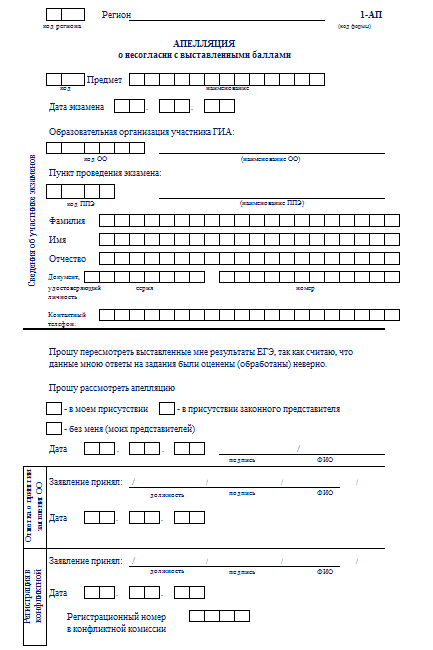 Регион 1-АП
код региона (код формы)
АПЕЛЛЯЦИЯ
о несогласии с выставленными баллами
Предмет
код наименование
Дата экзамена . .
Образовательная организация участника ГИА:
код ОО (наименование ОО)
Пункт проведения экзамена:
код ППЭ (наименование ППЭ)
Сведения об участнике экзаменов
Фамилия
Имя
Отчество
Документ,
удостоверяющий серия номер
личность
Контактный
телефон:
Прошу пересмотреть выставленные мне результаты ЕГЭ, так как считаю, что
данные мною ответы на задания были оценены (обработаны) неверно.
Прошу рассмотреть апелляцию
- в моем присутствии - в присутствии законного представителя
- без меня (моих представителей)
Дата . . /
подпись ФИО
Отметка о принятии
заявления ОО
Заявление принял: / / / /
должность подпись ФИО
Дата . .
Регистрация в
конфликтной
Заявление принял: / / / /
должность подпись ФИО
Дата . .
Регистрационный номер
в конфликтной комиссии